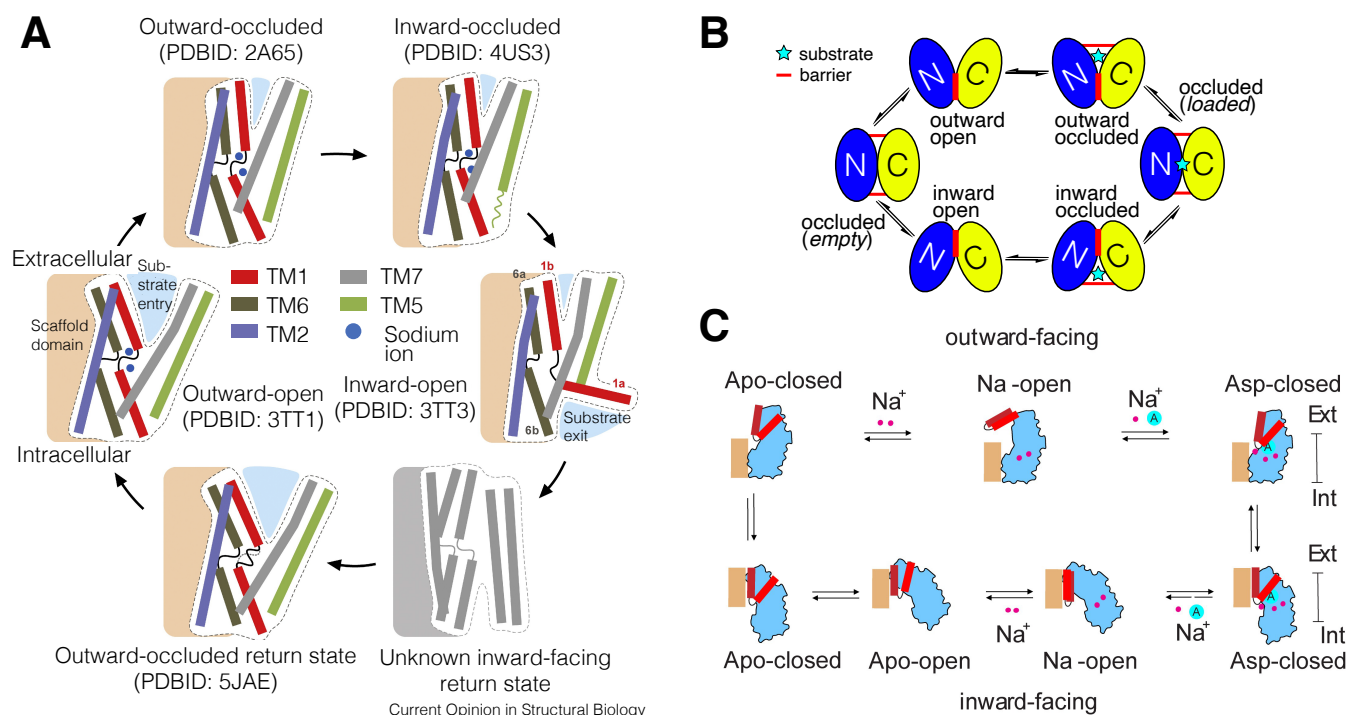 A
Outward-occluded
(PDBID: 2A65)
Inward-occluded
(PDBID: 4US3)
Extracellular
Sub-
strate
entry
Scaffold
domain
TM1
TM6
TM2
TM7
TM5
Sodium
ion
6a
1b
1a
6b
Substrate
exit
Outward-open
(PDBID: 3TT1)
Inward-open
(PDBID: 3TT3)
Intracellular
Outward-occluded return state
(PDBID: 5JAE)
Unknown inward-facing
return state
Current Opinion in Structural Biology
B
substrate
barrier
N C
outward
open
N C
outward
occluded
occluded
(loaded)
N C
N C
occluded
(empty)
inward
open
N C
inward
occluded
N C
C
outward-facing
Apo-closed
Na+
Na -open
Na+
A
Asp-closed
A
Ext
Int
Apo-closed
Apo-open
Na+
Na -open
A
Na+
A
Asp-closed
Ext
Int
inward-facing